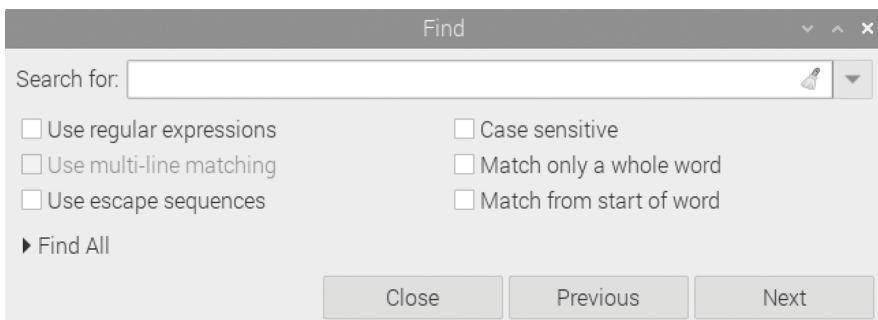 Find
Search for:
Use regular expressions
Case sensitive
Use multi-line matching
Match only a whole word
Use escape sequences
Match from start of word
Find All
Close
Previous
Next